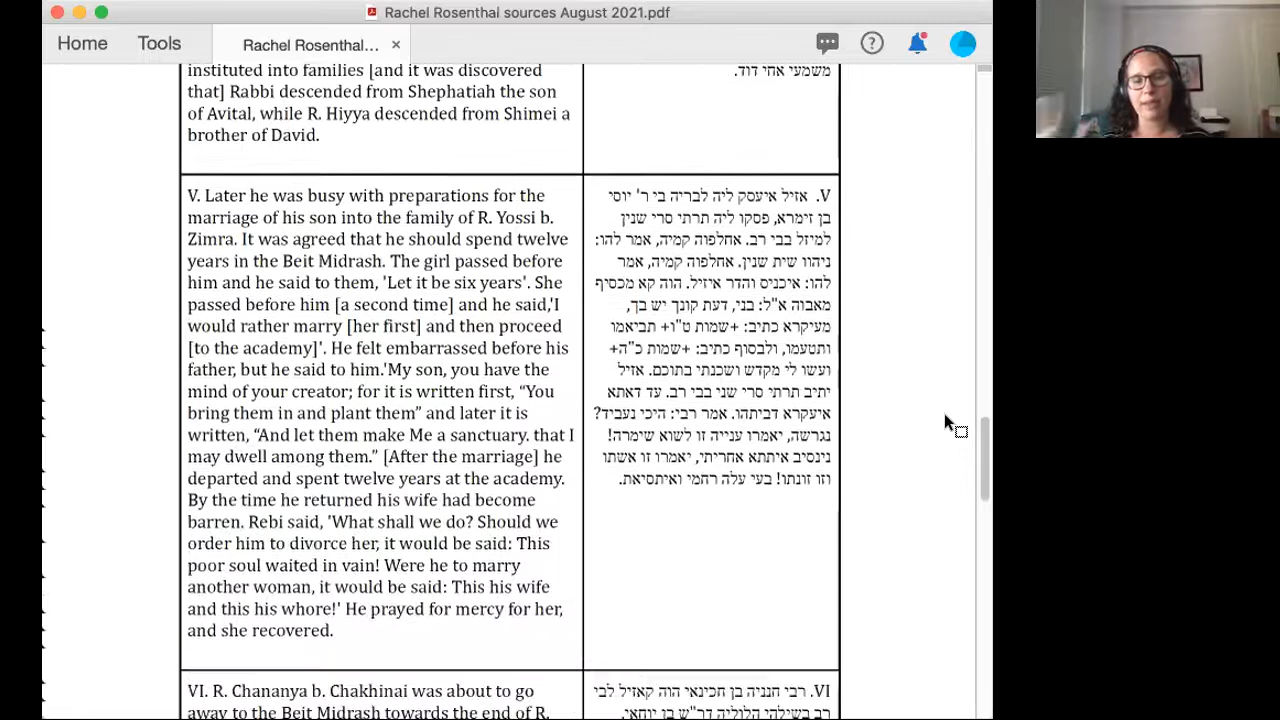 Rachel Rosenthal sources August 2021.pdf
Home
Tools
Rachel Rosenthal...
instituted into families [and it was discovered
that] Rabbi descended from Shephatiah the son
of Avital, while R. Hiyya descended from Shimei a
brother of David.
משמעי אחי דוד.
V. Later he was busy with preparations for the
marriage of his son into the family of R. Yossi b.
Zimra. It was agreed that he should spend twelve
years in the Beit Midrash. The girl passed before
him and he said to them, 'Let it be six years'. She
passed before him [a second time] and he said,'I
would rather marry [her first] and then proceed
[to the academy]'. He felt embarrassed before his
father, but he said to him.'My son, you have the
mind of your creator; for it is written first, “You
bring them in and plant them” and later it is
written, “And let them make Me a sanctuary. that I
may dwell among them.” [After the marriage] he
departed and spent twelve years at the academy.
By the time he returned his wife had become
barren. Rebi said, 'What shall we do? Should we
order him to divorce her, it would be said: This
poor soul waited in vain! Were he to marry
another woman, it would be said: This his wife
and this his whore!' He prayed for mercy for her,
and she recovered.
V. אזיל איעסק ליה לבריה בי ר' יוסי
בן זימרא, פסקו ליה תרתי סרי שנין
למיזל בבי רב. אחלפוה קמיה, אמר להו:
ניהוו שית שנין. אחלפוה קמיה, אמר
להו: איכניס והדר איזיל. הוה קא מכסיף
מאבוה א"ל: בני, דעת קונך יש בך,
מעיקרא כתיב: +שמות ט"ו+ תביאמו
ותטעמו, ולבסוף כתיב: +שמות כ"ה+
ועשו לי מקדש ושכנתי בתוכם. אזיל
יתיב תרתי סרי שני בבי רב. עד דאתא
איעקרא דביתהו. אמר רבי: היכי נעביד?
נגרשה, יאמרו ענייה זו לשוא שימרה!
נינסיב איתתא אחריתי, יאמרו זו אשתו
וזו זונתו! בעי עלה רחמי ואיתסיאת.
VI. R. Chananya b. Chakhinai was about to go
away to the Beit Midrash towards the end of R.
VI. רבי חנניה בן חכינאי הוה קאזיל לבי
רב בשילהי הלוליה דר"ש בן יוחאי.